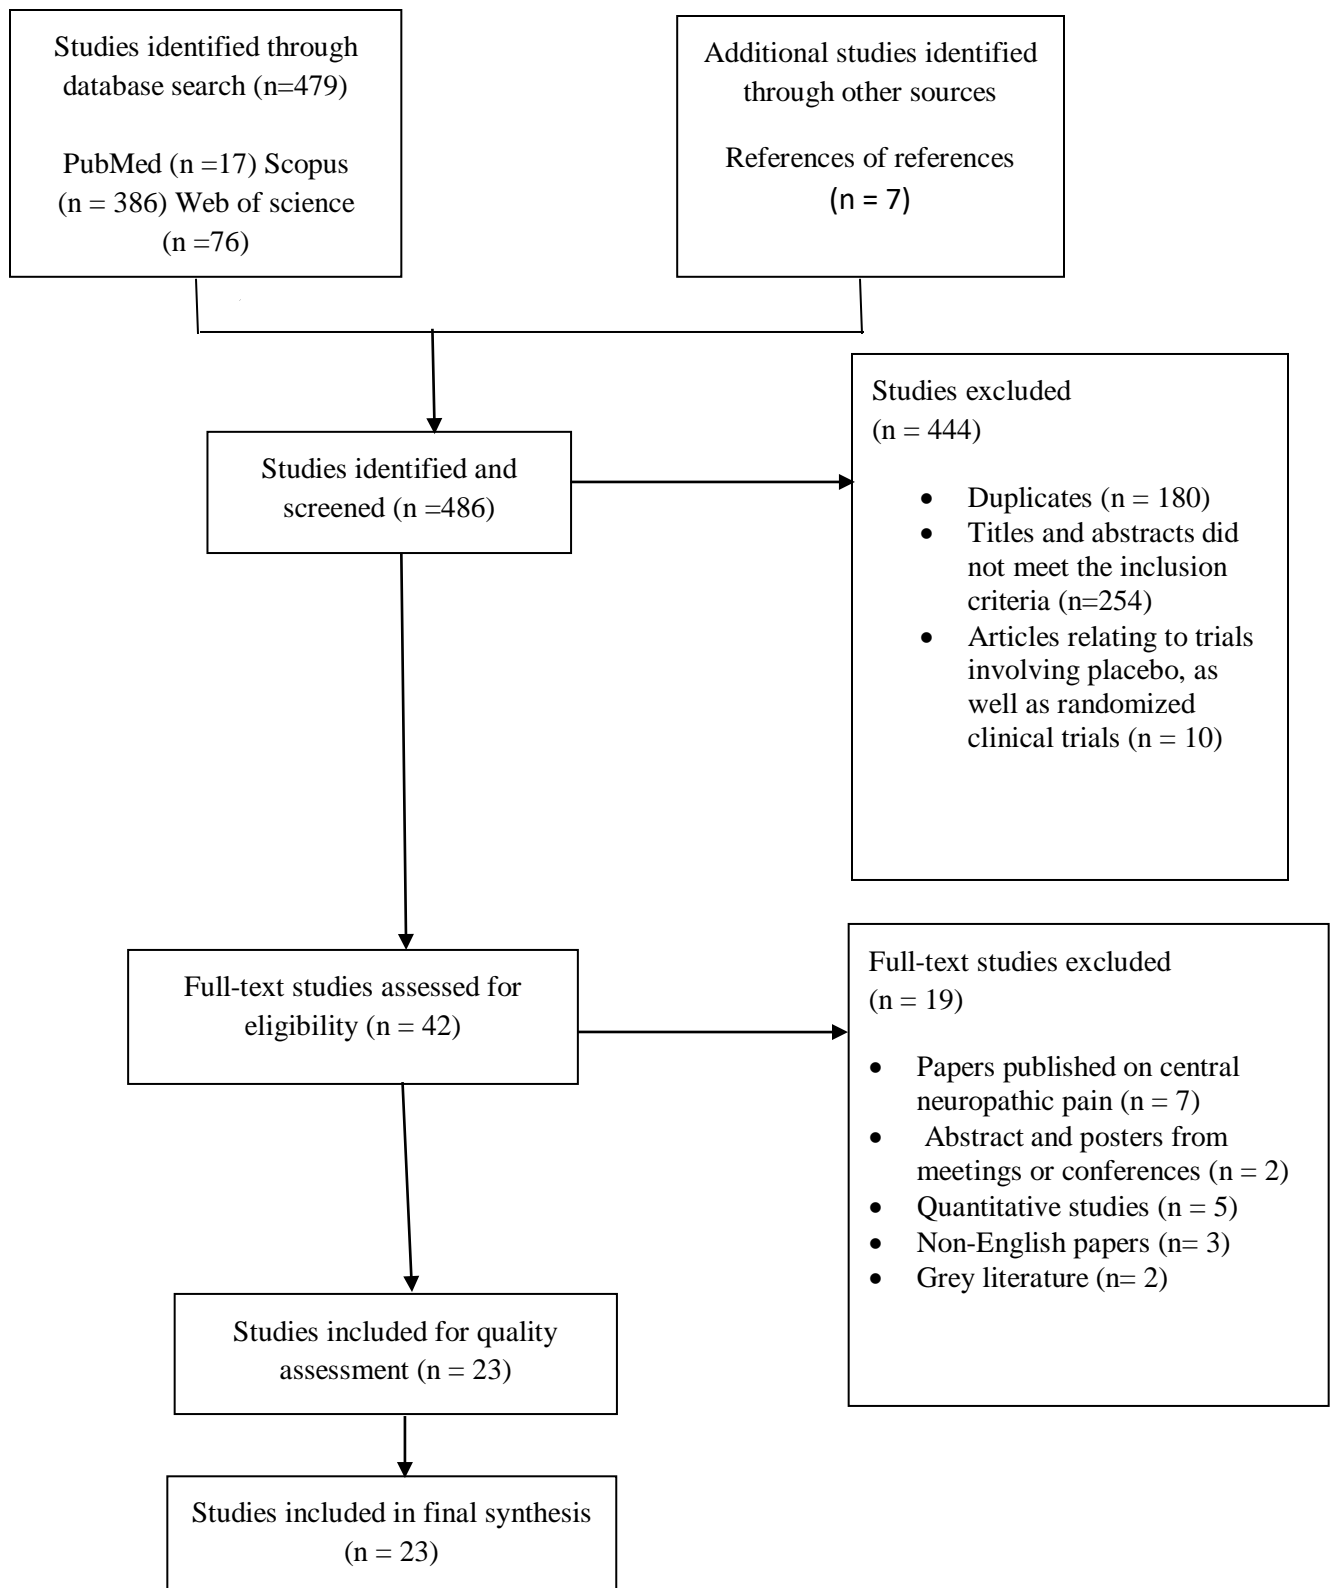 Studies identified through
database search (n=479)
PubMed (n =17) Scopus
(n = 386) Web of science
(n =76)
Additional studies identified
through other sources
References of references
(n = 7)
Studies identified and
screened (n =486)
Studies excluded
(n = 444)
• Duplicates (n = 180)
• Titles and abstracts did
not meet the inclusion
criteria (n=254)
• Articles relating to trials
involving placebo, as
well as randomized
clinical trials (n = 10)
Full-text studies assessed for
eligibility (n = 42)
Full-text studies excluded
(n = 19)
• Papers published on central
neuropathic pain (n = 7)
• Abstract and posters from
meetings or conferences (n = 2)
• Quantitative studies (n = 5)
• Non-English papers (n= 3)
• Grey literature (n= 2)
Studies included for quality
assessment (n = 23)
Studies included in final synthesis
(n = 23)